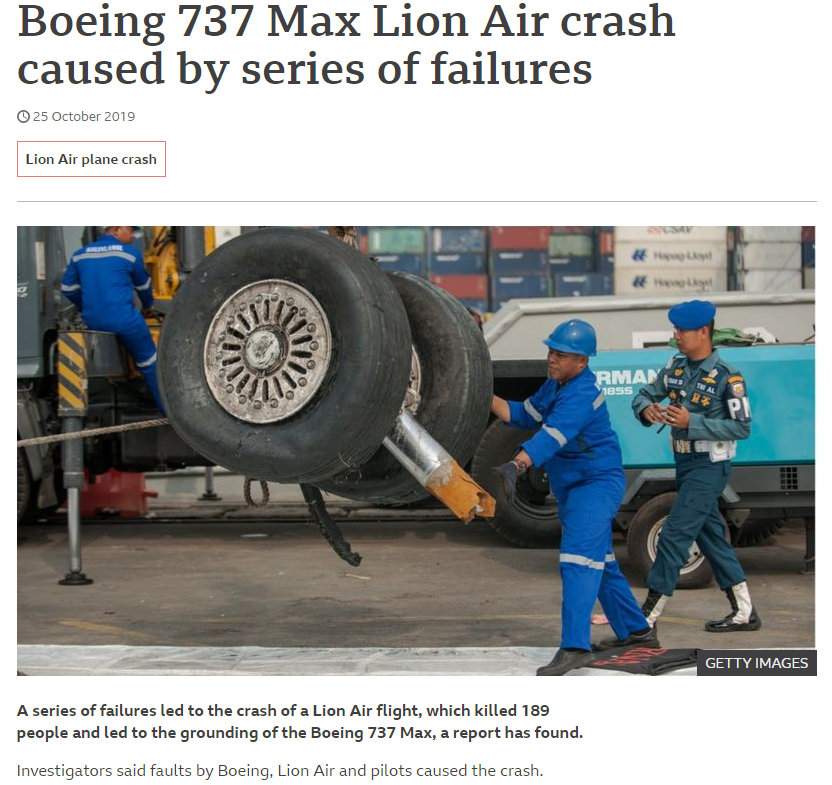 Boeing 737 Max Lion Air crash
caused by series of failures
25 October 2019
Lion Air plane crash
CSAV
Hapag-Lloyd
Hapag-Lloyd
RMAN
1855
TNI AL
GETTY IMAGES
A series of failures led to the crash of a Lion Air flight, which killed 189
people and led to the grounding of the Boeing 737 Max, a report has found.
Investigators said faults by Boeing, Lion Air and pilots caused the crash.